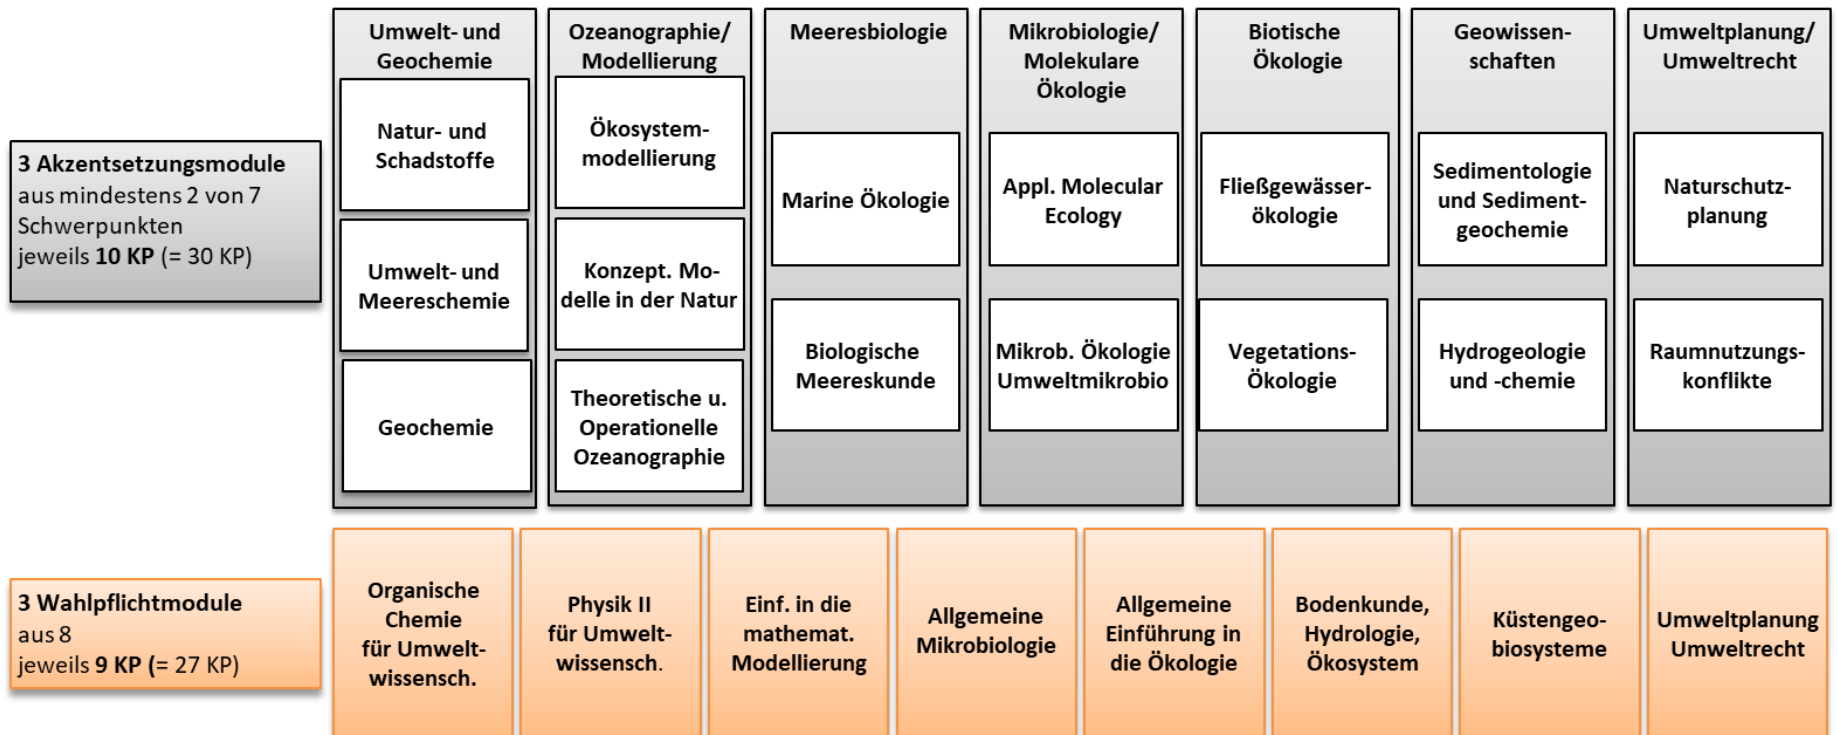 3 Akzentsetzungsmodule
aus mindestens 2 von 7
Schwerpunkten
jeweils 10 KP (= 30 KP)
Umwelt- und
Geochemie
Natur- und
Schadstoffe
Umwelt- und
Meereschemie
Geochemie
Ozeanographie/
Modellierung
Ökosystem-
modellierung
Konzept. Mo-
delle in der Natur
Theoretische u.
Operationelle
Ozeanographie
Meeresbiologie
Marine Ökologie
Biologische
Meereskunde
Mikrobiologie/
Molekulare
Ökologie
Appl. Molecular
Ecology
Mikrob. Ökologie
Umweltmikrobio
Biotische
Ökologie
Fließgewässer-
ökologie
Vegetations-
Ökologie
Geowissen-
schaften
Sedimentologie
und Sediment-
geochemie
Hydrogeologie
und -chemie
Umweltplanung/
Umweltrecht
Naturschutz-
planung
Raumnutzungs-
konflikte
3 Wahlpflichtmodule
aus 8
jeweils 9 KP (= 27 KP)
Organische
Chemie
für Umwelt-
wissensch.
Physik II
für Umwelt-
wissensch.
Einf. in die
mathemat.
Modellierung
Allgemeine
Mikrobiologie
Allgemeine
Einführung in
die Ökologie
Bodenkunde,
Hydrologie,
Ökosystem
Küstengeo-
biosysteme
Umweltplanung
Umweltrecht